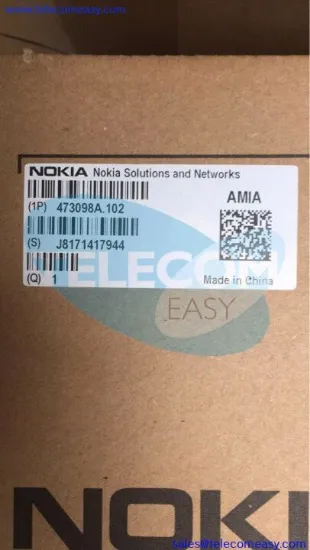 www.telecomeasy.com
NOKIA Nokia Solutions and Networks
(1P) 473098A.102
AMIA
(S) J8171417944
TELECOM
(Q) 1
Made in China
EASY
NOKI
sales@telecomeasy.com